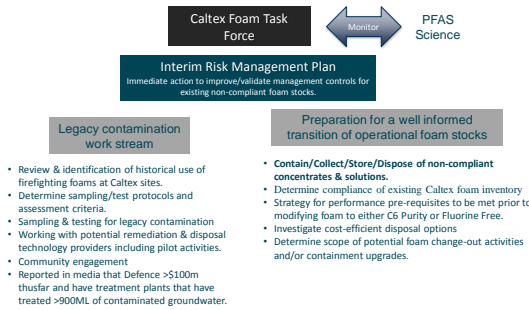 Caltex Foam Task
Force
Monitor
PFAS
Science
Interim Risk Management Plan
Immediate action to improve/validate management controls for
existing non-compliant foam stocks.
Legacy contamination
work stream
• Review & identification of historical use of
firefighting foams at Caltex sites.
• Determine sampling/test protocols and
assessment criteria.
• Sampling & testing for legacy contamination
• Working with potential remediation & disposal
technology providers including pilot activities.
• Community engagement
• Reported in media that Defence >$100m
thusfar and have treatment plants that have
treated >900ML of contaminated groundwater.
Preparation for a well informed
transition of operational foam stocks
• Contain/Collect/Store/Dispose of non-compliant
concentrates & solutions.
• Determine compliance of existing Caltex foam inventory
• Strategy for performance pre-requisites to be met prior to
modifying foam to either C6 Purity or Fluorine Free.
• Investigate cost-efficient disposal options
• Determine scope of potential foam change-out activities
and/or containment upgrades.